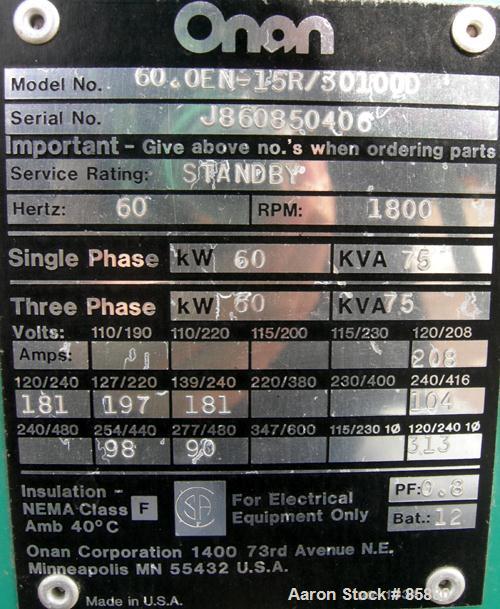 Onan
Model No. 60.0EN-15R/30100D
Serial No. J860850406
Important - Give above no.'s when ordering parts
Service Rating: STANDBY
Hertz: 60 RPM: 1800
Single Phase kW 60 KVA 75
Three Phase kW 60 KVA 75
Volts: 110/190 110/220 115/200 115/230 120/208
Amps: 208
120/240 127/220 139/240 220/380 230/400 240/416
181 197 181 104
240/480 254/440 277/480 347/600 115/230 1Ø 120/240 1Ø
98 90 313
Insulation - NEMA Class F Amb 40°C
SA
For Electrical Equipment Only
PF: 0.8
Bat.: 12
Onan Corporation 1400 73rd Avenue N.E.
Minneapolis MN 55432 U.S.A.
Made in U.S.A.
Aaron Stock #